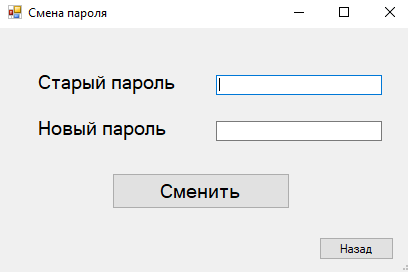 Смена пароля
Старый пароль
Новый пароль
Сменить
Назад